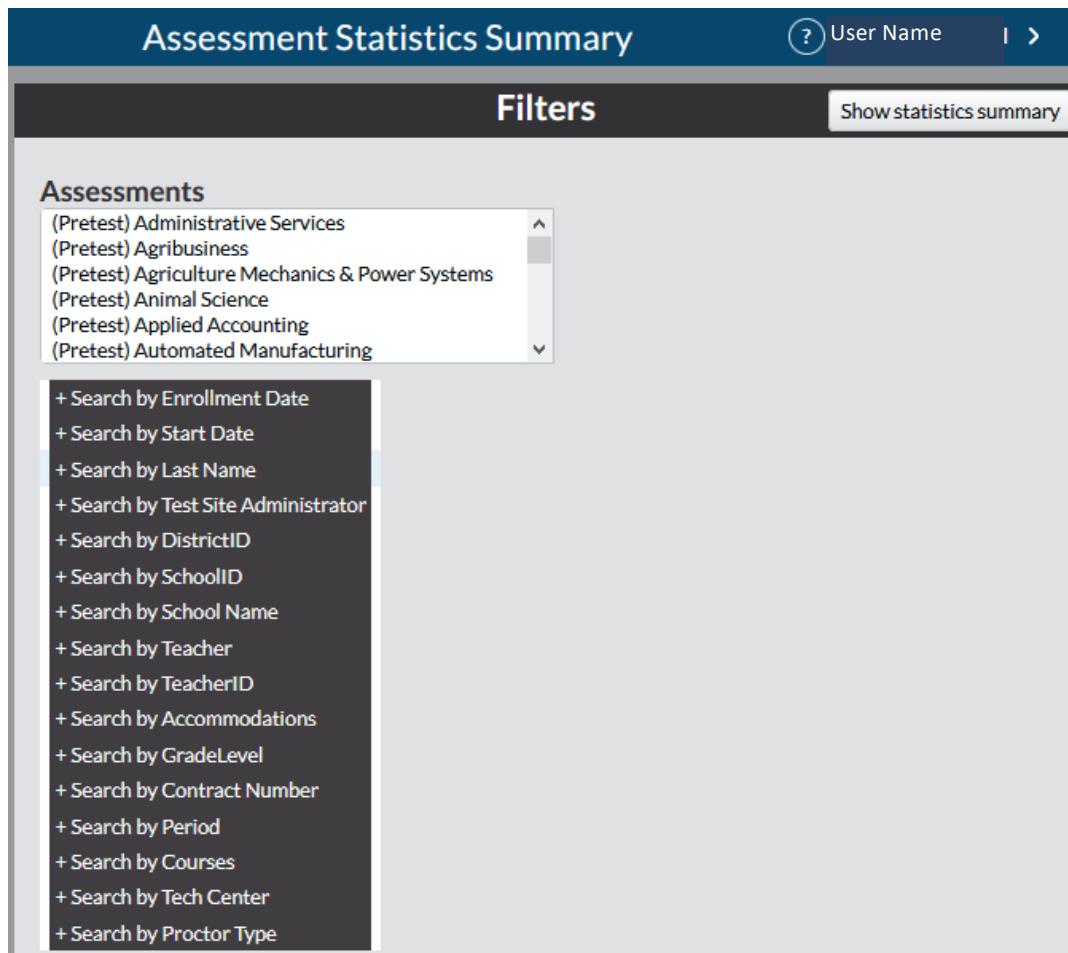 Assessment Statistics Summary
? User Name
Filters
Show statistics summary
Assessments
(Pretest) Administrative Services
(Pretest) Agribusiness
(Pretest) Agriculture Mechanics & Power Systems
(Pretest) Animal Science
(Pretest) Applied Accounting
(Pretest) Automated Manufacturing
+ Search by Enrollment Date
+ Search by Start Date
+ Search by Last Name
+ Search by Test Site Administrator
+ Search by DistrictID
+ Search by SchoolID
+ Search by School Name
+ Search by Teacher
+ Search by TeacherID
+ Search by Accommodations
+ Search by GradeLevel
+ Search by Contract Number
+ Search by Period
+ Search by Courses
+ Search by Tech Center
+ Search by Proctor Type